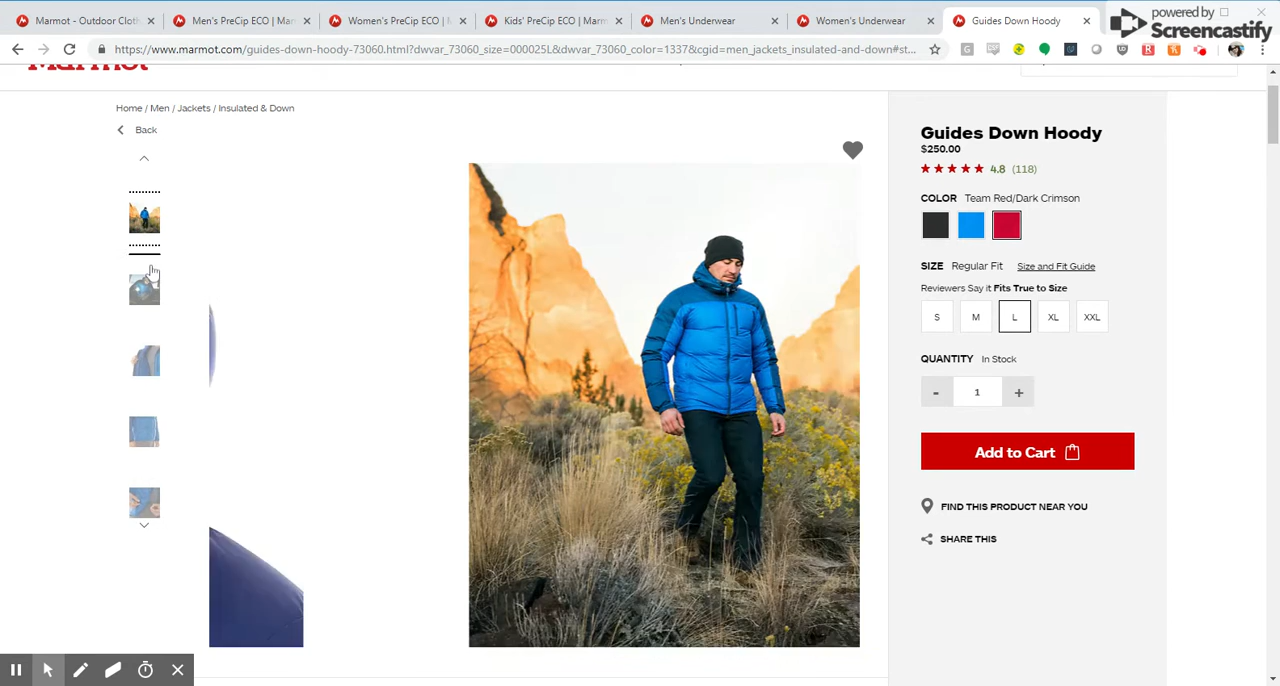 Marmot - Outdoor Cloth
Men's PreCip ECO | Marm
Women's PreCip ECO | M
Kids' PreCip ECO | Marm
Men's Underwear
Women's Underwear
Guides Down Hoody
powered by
Screencastify
https://www.marmot.com/guides-down-hoody-73060.html?dwvar_73060_size=000025L&dwvar_73060_color=1337&cgid=men_jackets_insulated-and-down#st...
Marmot
Home / Men / Jackets / Insulated & Down
Back
Guides Down Hoody
$250.00
4.8 (118)
COLOR Team Red/Dark Crimson
SIZE Regular Fit Size and Fit Guide
Reviewers Say it Fits True to Size
S M L XL XXL
QUANTITY In Stock
- 1 +
Add to Cart
FIND THIS PRODUCT NEAR YOU
SHARE THIS